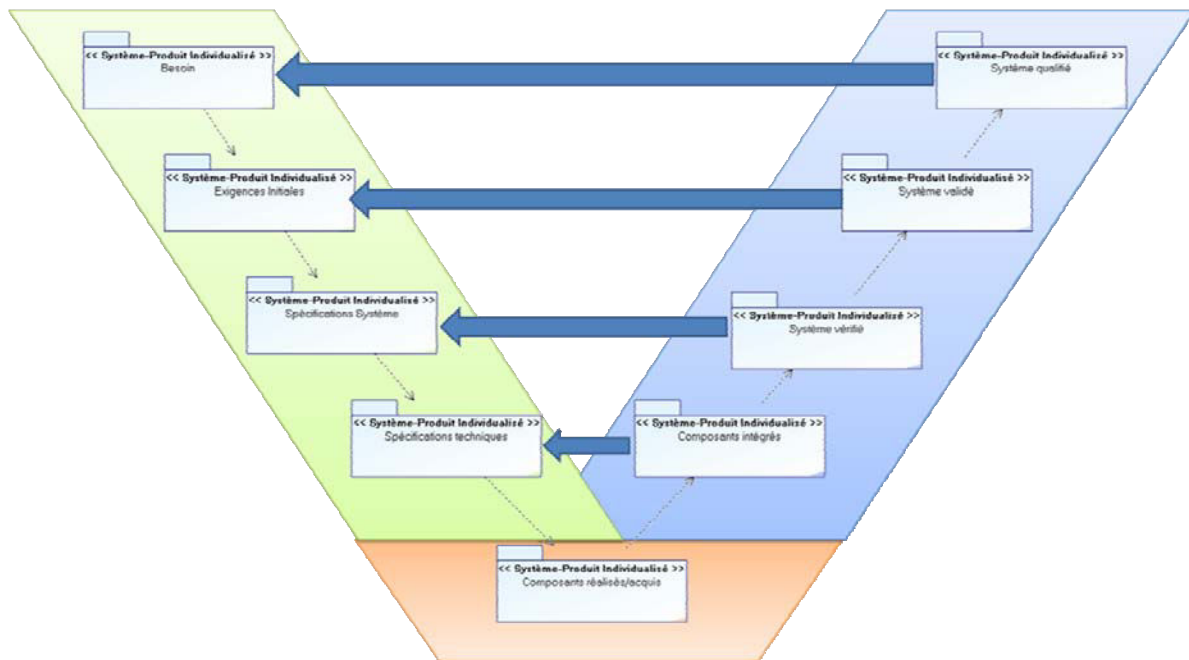 << Système-Produit Individualisé >>
Besoin
<< Système-Produit Individualisé >>
Système qualifié
<< Système-Produit Individualisé >>
Exigences Initiales
<< Système-Produit Individualisé >>
Système validé
<< Système-Produit Individualisé >>
Spécifications Système
<< Système-Produit Individualisé >>
Système vérifié
<< Système-Produit Individualisé >>
Spécifications techniques
<< Système-Produit Individualisé >>
Composants intégrés
<< Système-Produit Individualisé >>
Composants réalisés/acquis